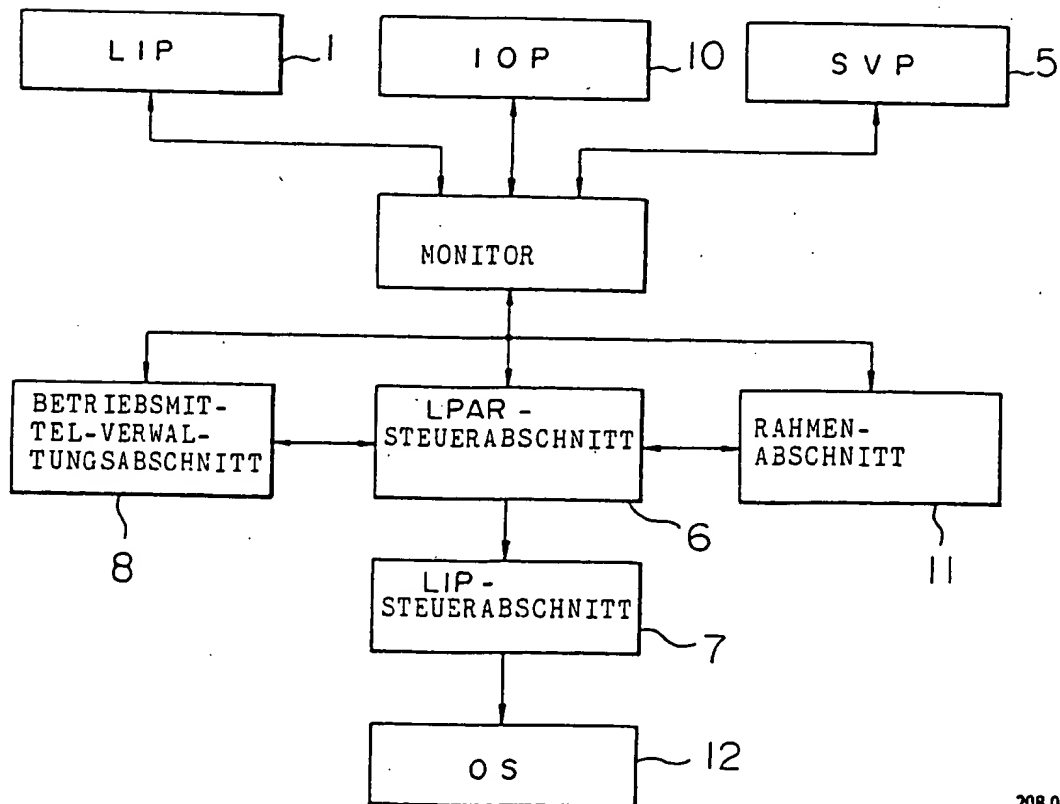 LIP
1
IOP
10
SVP
5
MONITOR
BETRIEBSMIT-
TEL-VERWAL-
TUNGSABSCHNITT
8
LPAR-
STEUERABSCHNITT
6
RAHMEN-
ABSCHNITT
11
LIP-
STEUERABSCHNITT
7
OS
12